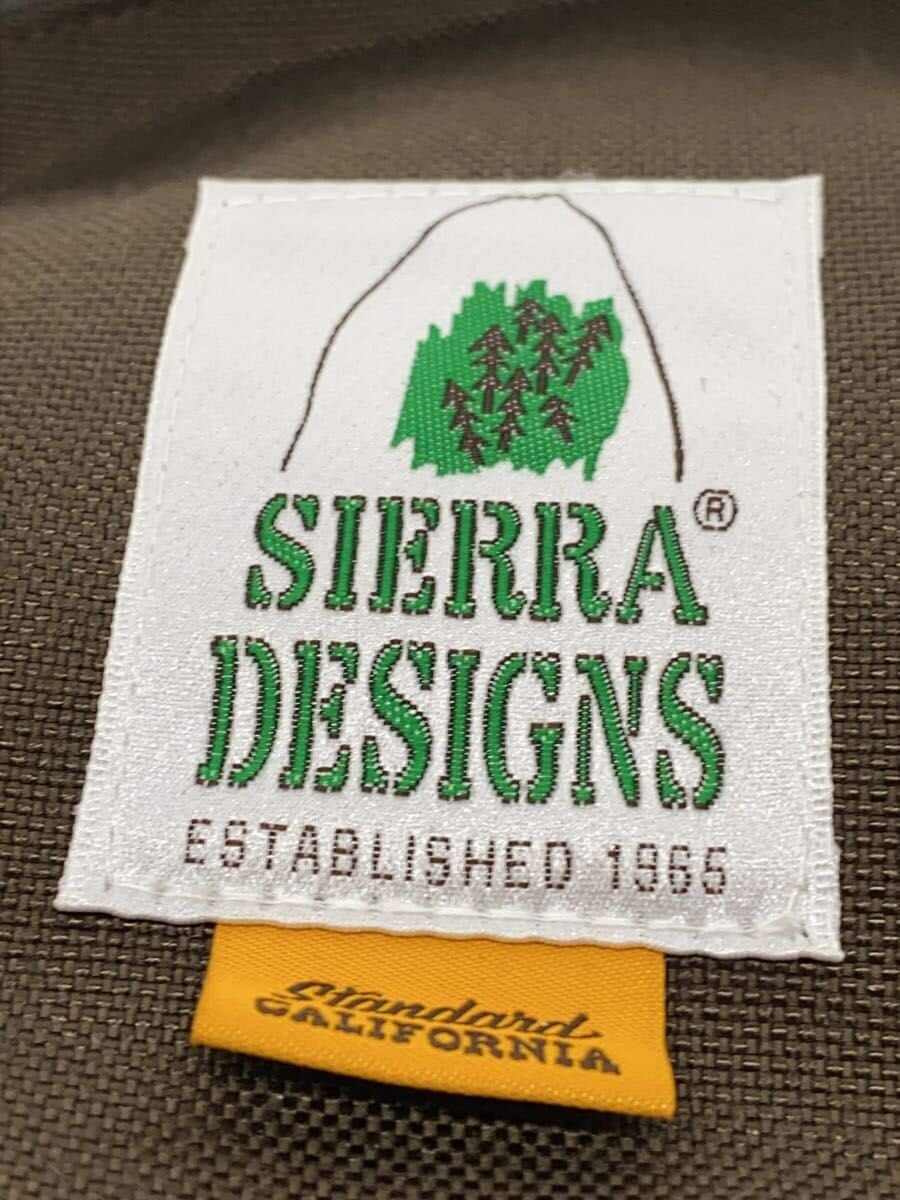 SIERRA®
DESIGNS
ESTABLISHED 1965
Standard
CALIFORNIA